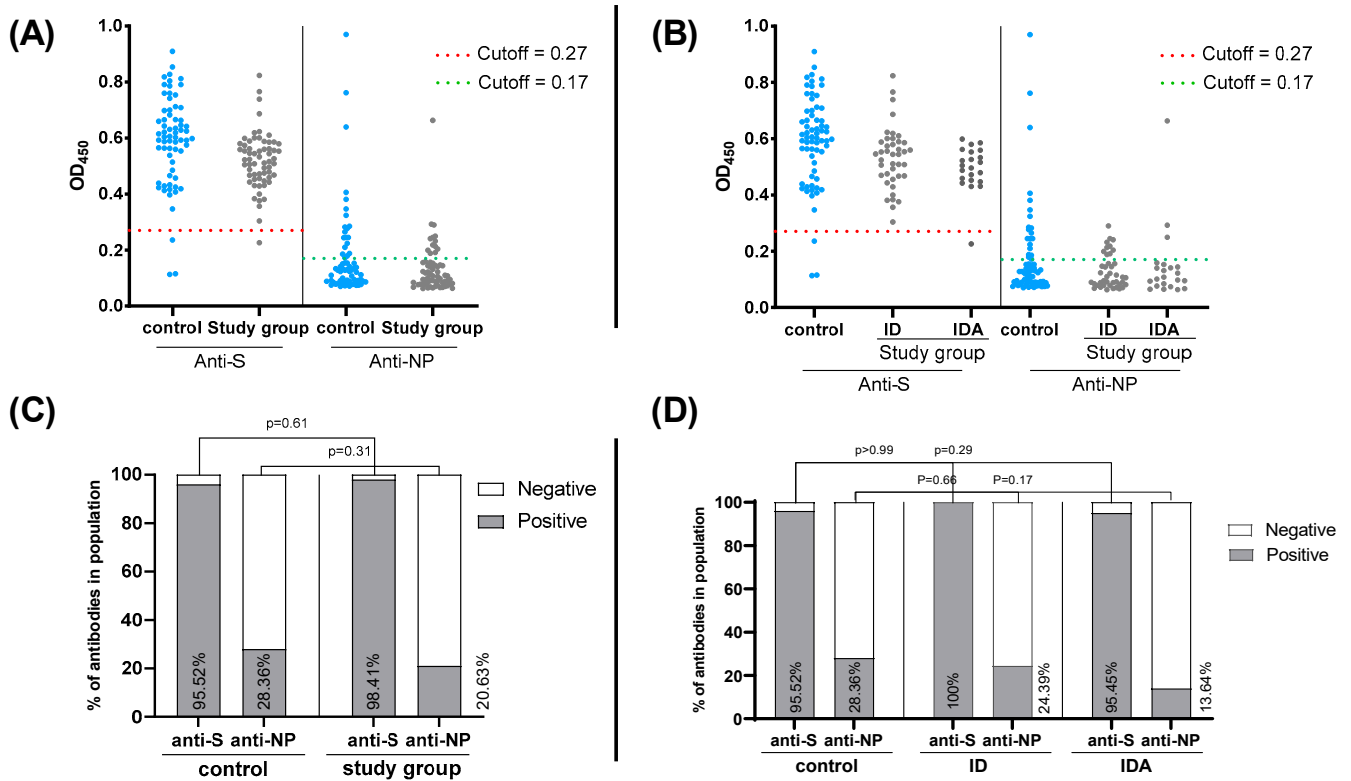 (A)
1.0
0.8
0.6
0.4
0.2
0.0
OD450
Cutoff = 0.27
Cutoff = 0.17
control Study group control Study group
Anti-S Anti-NP
(B)
1.0
0.8
0.6
0.4
0.2
0.0
OD450
Cutoff = 0.27
Cutoff = 0.17
control ID IDA control ID IDA
Study group Study group
Anti-S Anti-NP
(C)
p=0.61
p=0.31
100
80
60
40
20
0
% of antibodies in population
95.52%
28.36%
98.41%
20.63%
Negative
Positive
anti-S anti-NP anti-S anti-NP
control study group
(D)
p>0.99 p=0.29
P=0.66 P=0.17
100
80
60
40
20
0
% of antibodies in population
95.52%
28.36%
100%
24.39%
95.45%
13.64%
Negative
Positive
anti-S anti-NP anti-S anti-NP anti-S anti-NP
control ID IDA